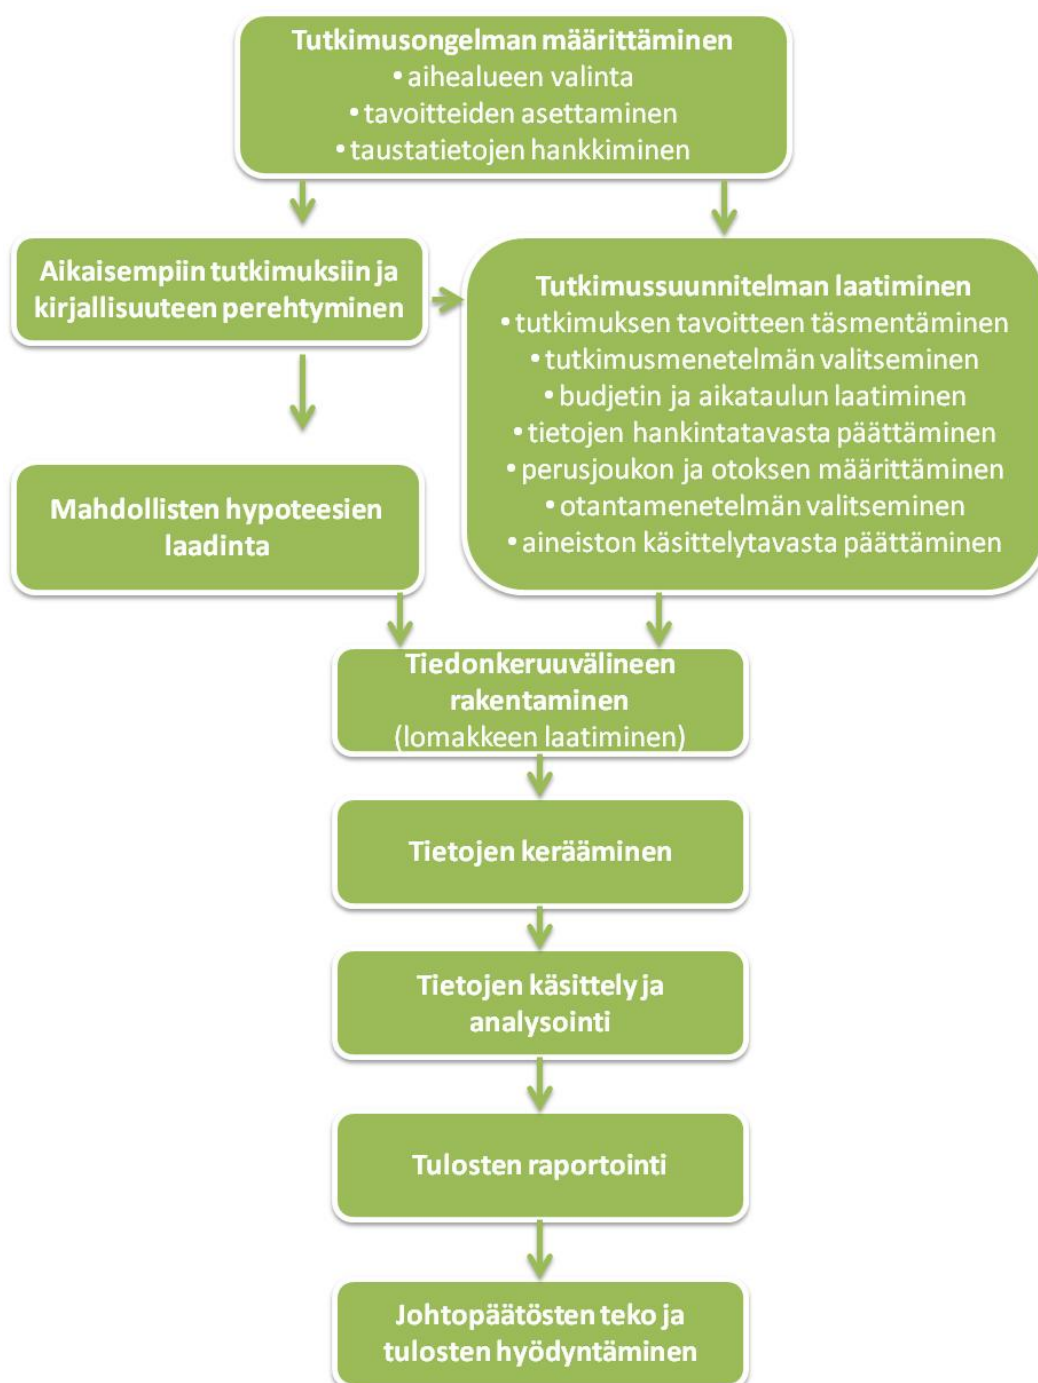 Tutkimusongelman määrittäminen
• aihealueen valinta
• tavoitteiden asettaminen
• taustatietojen hankkiminen
Aikaisempiin tutkimuksiin ja
kirjallisuuteen perehtyminen
Tutkimussuunnitelman laatiminen
• tutkimuksen tavoitteen täsmentäminen
• tutkimusmenetelmän valitseminen
• budjetin ja aikataulun laatiminen
• tietojen hankintatavasta päättäminen
• perusjoukon ja otoksen määrittäminen
• otantamenetelmän valitseminen
• aineiston käsittelytavasta päättäminen
Mahdollisten hypoteesien
laadinta
Tiedonkeruuvälineen
rakentaminen
(lomakkeen laatiminen)
Tietojen kerääminen
Tietojen käsittely ja
analysointi
Tulosten raportointi
Johtopäätösten teko ja
tulosten hyödyntäminen